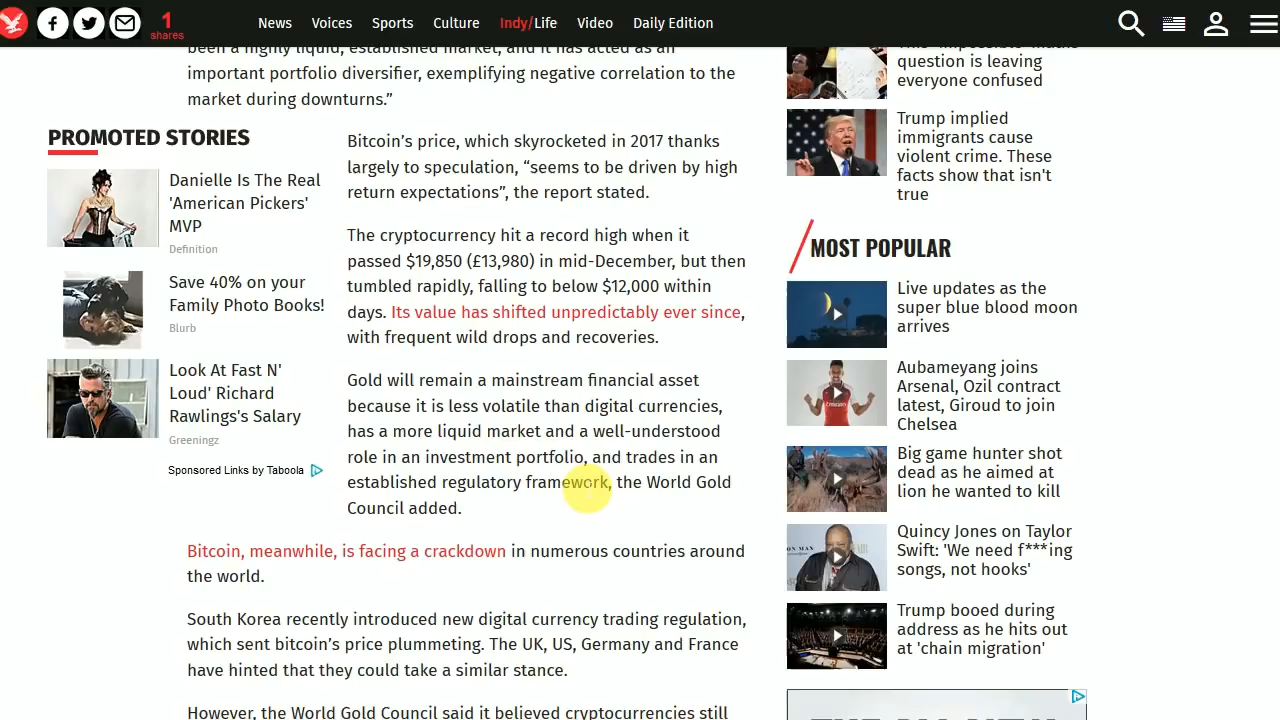 1
shares
News Voices Sports Culture Indy/Life Video Daily Edition
been a highly liquid, established market, and it has acted as an
important portfolio diversifier, exemplifying negative correlation to the
market during downturns.”
PROMOTED STORIES
Danielle Is The Real
'American Pickers'
MVP
Definition
Save 40% on your
Family Photo Books!
Blurb
Look At Fast N'
Loud' Richard
Rawlings's Salary
Greeningz
Sponsored Links by Taboola
Bitcoin’s price, which skyrocketed in 2017 thanks
largely to speculation, “seems to be driven by high
return expectations”, the report stated.
The cryptocurrency hit a record high when it
passed $19,850 (£13,980) in mid-December, but then
tumbled rapidly, falling to below $12,000 within
days. Its value has shifted unpredictably ever since,
with frequent wild drops and recoveries.
Gold will remain a mainstream financial asset
because it is less volatile than digital currencies,
has a more liquid market and a well-understood
role in an investment portfolio, and trades in an
established regulatory framework, the World Gold
Council added.
Bitcoin, meanwhile, is facing a crackdown in numerous countries around
the world.
South Korea recently introduced new digital currency trading regulation,
which sent bitcoin’s price plummeting. The UK, US, Germany and France
have hinted that they could take a similar stance.
However, the World Gold Council said it believed cryptocurrencies still
question is leaving
everyone confused
Trump implied
immigrants cause
violent crime. These
facts show that isn't
true
MOST POPULAR
Live updates as the
super blue blood moon
arrives
Aubameyang joins
Arsenal, Ozil contract
latest, Giroud to join
Chelsea
Big game hunter shot
dead as he aimed at
lion he wanted to kill
Quincy Jones on Taylor
Swift: 'We need f***ing
songs, not hooks'
Trump booed during
address as he hits out
at 'chain migration'